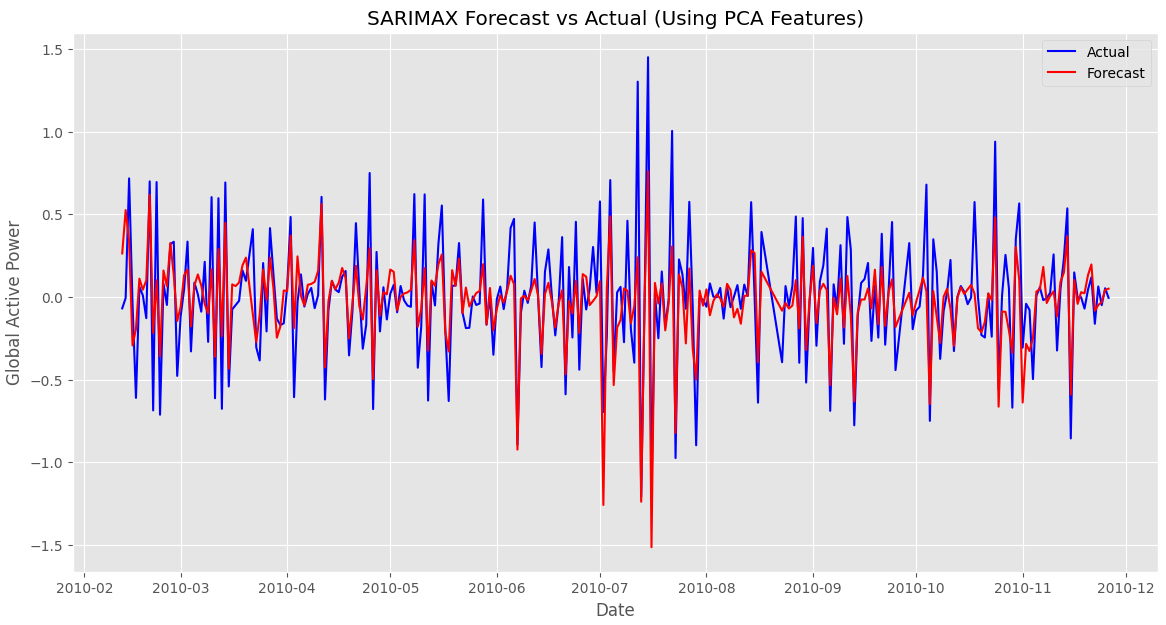 SARIMAX Forecast vs Actual (Using PCA Features)
Actual
Forecast
Global Active Power
1.5
1.0
0.5
0.0
−0.5
−1.0
−1.5
2010-02 2010-03 2010-04 2010-05 2010-06 2010-07 2010-08 2010-09 2010-10 2010-11 2010-12
Date